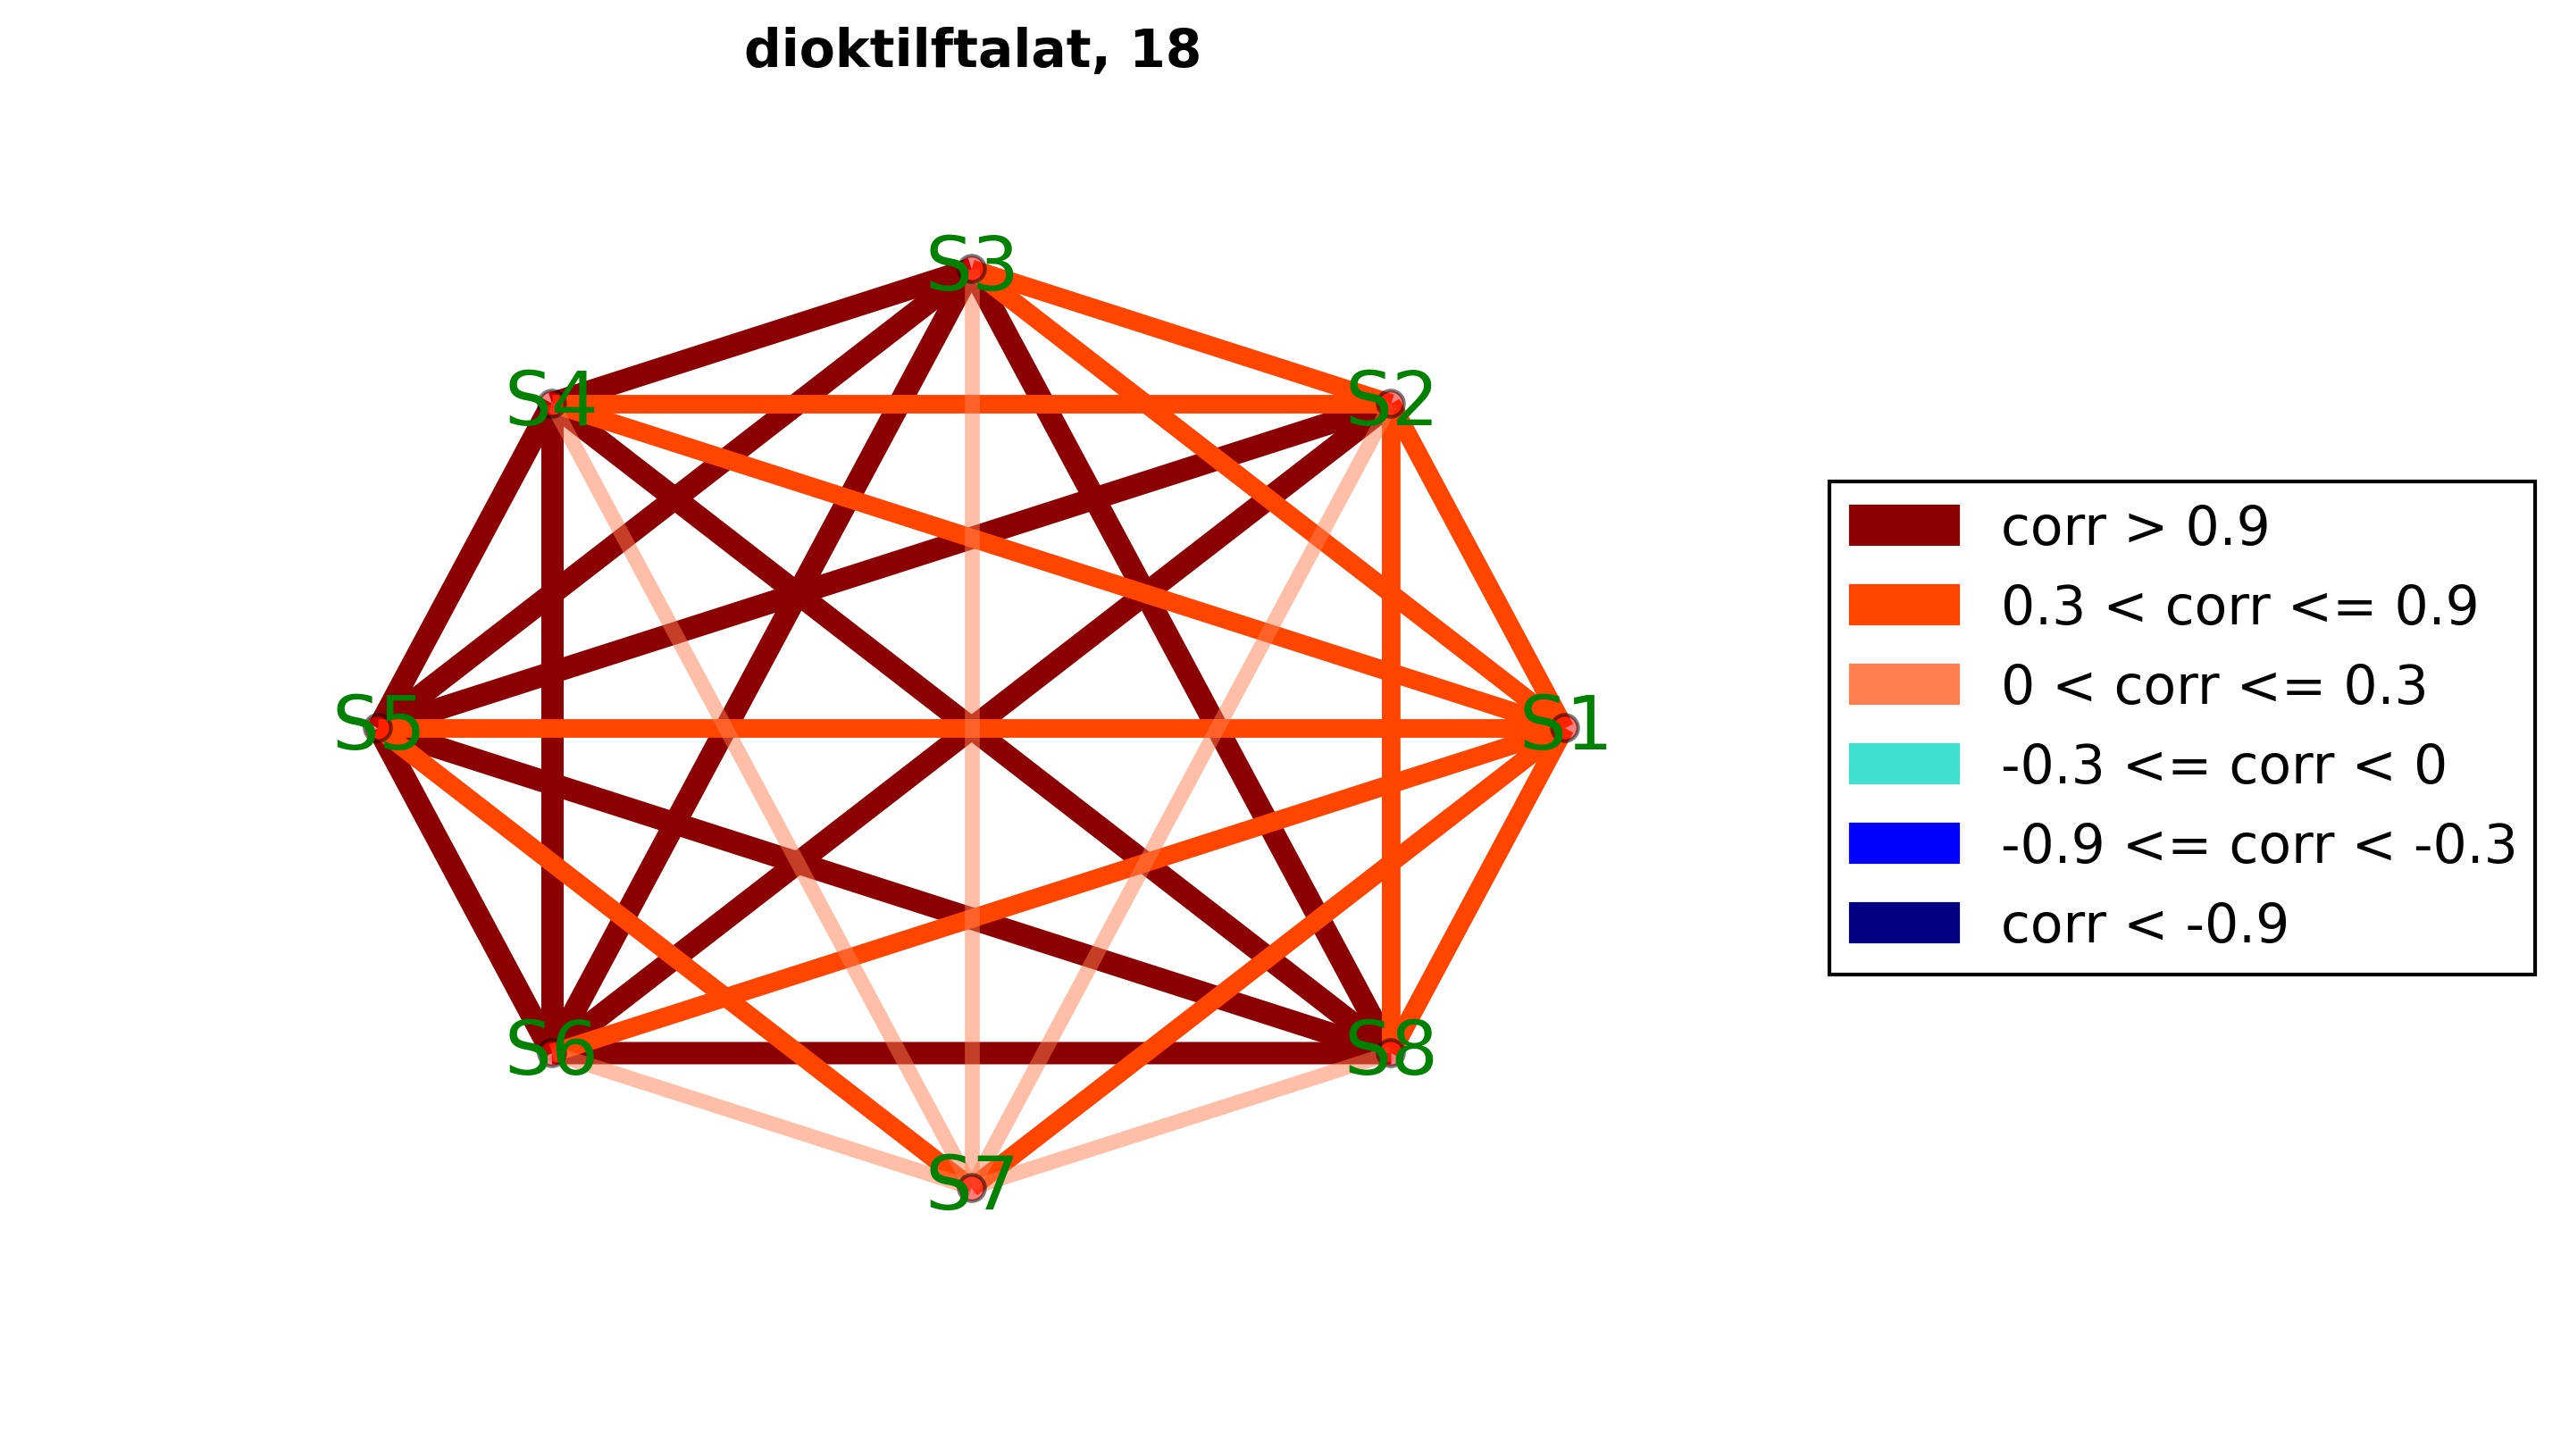 dioktilftalat, 18
S3
S4
S2
S5
S1
S6
S8
S7
corr > 0.9
0.3 < corr <= 0.9
0 < corr <= 0.3
-0.3 <= corr < 0
-0.9 <= corr < -0.3
corr < -0.9